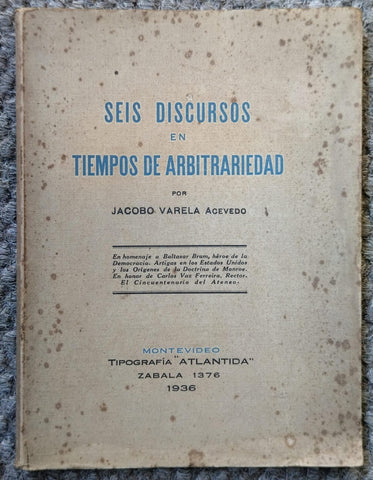 SEIS DISCURSOS
EN
TIEMPOS DE ARBITRARIEDAD
POR
JACOBO VARELA ACEVEDO
En homenaje a Baltasar Brum, héroe de la
Democracia. Artigas en los Estados Unidos
y los Orígenes de la Doctrina de Monroe.
En honor de Carlos Vaz Ferreira, Rector.
El Cincuentenario del Ateneo.
MONTEVIDEO
TIPOGRAFÍA "ATLANTIDA"
ZABALA 1376
1936